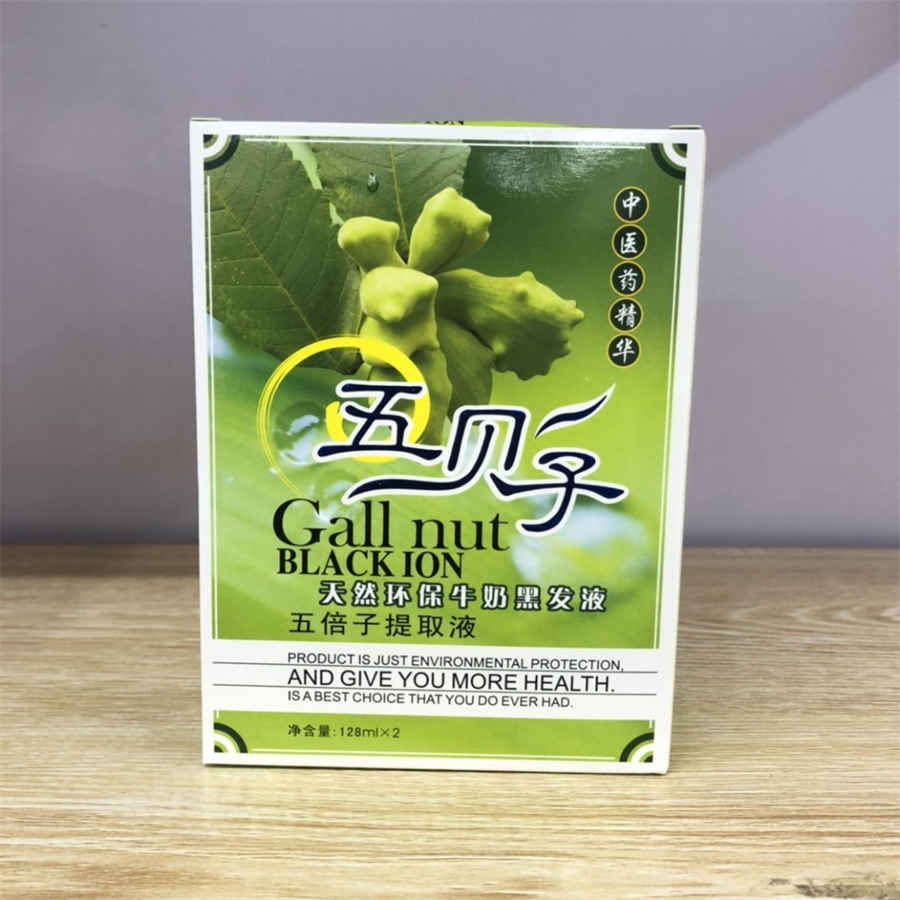 ION
中医药精华
五贝子
Gall nut
BLACK ION
天然环保牛奶黑发液
五倍子提取液
PRODUCT IS JUST ENVIRONMENTAL PROTECTION,
AND GIVE YOU MORE HEALTH.
IS A BEST CHOICE THAT YOU DO EVER HAD.
净含量:128ml×2